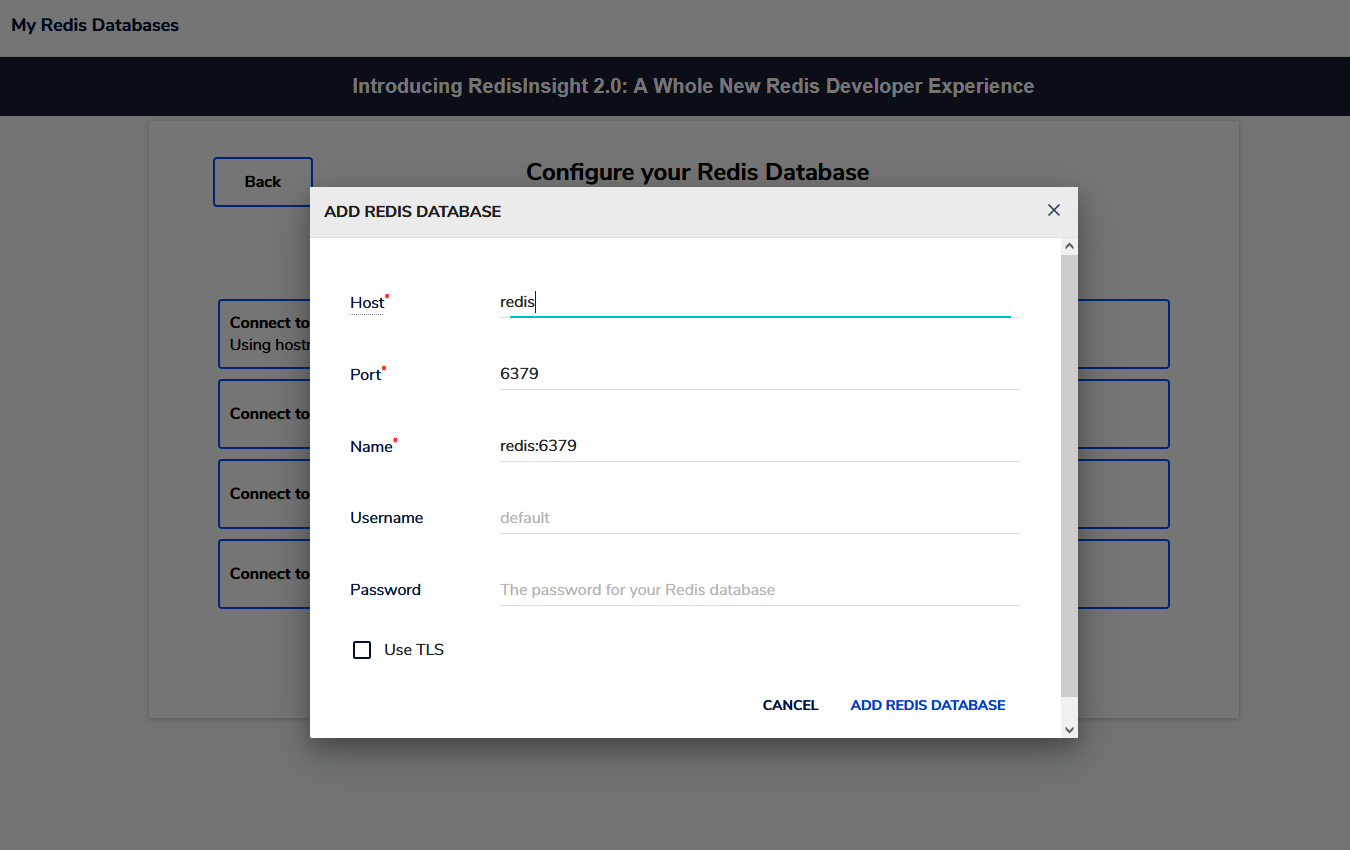 My Redis Databases
Introducing RedisInsight 2.0: A Whole New Redis Developer Experience
Back
Configure your Redis Database
ADD REDIS DATABASE
Host*
redis
Port*
6379
Name*
redis:6379
Username
default
Password
The password for your Redis database
Use TLS
CANCEL
ADD REDIS DATABASE
Connect to
Using
Connect to
Connect to
Connect to